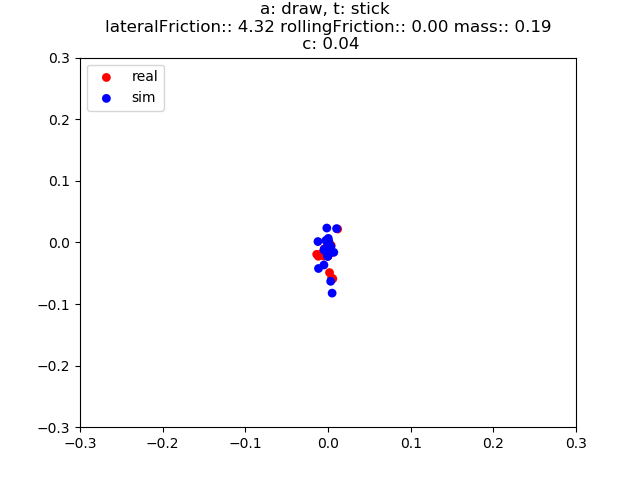 a: draw, t: stick
lateralFriction:: 4.32 rollingFriction:: 0.00 mass:: 0.19
c: 0.04
real
sim
0.3
0.2
0.1
0.0
−0.1
−0.2
−0.3
−0.3
−0.2
−0.1
0.0
0.1
0.2
0.3